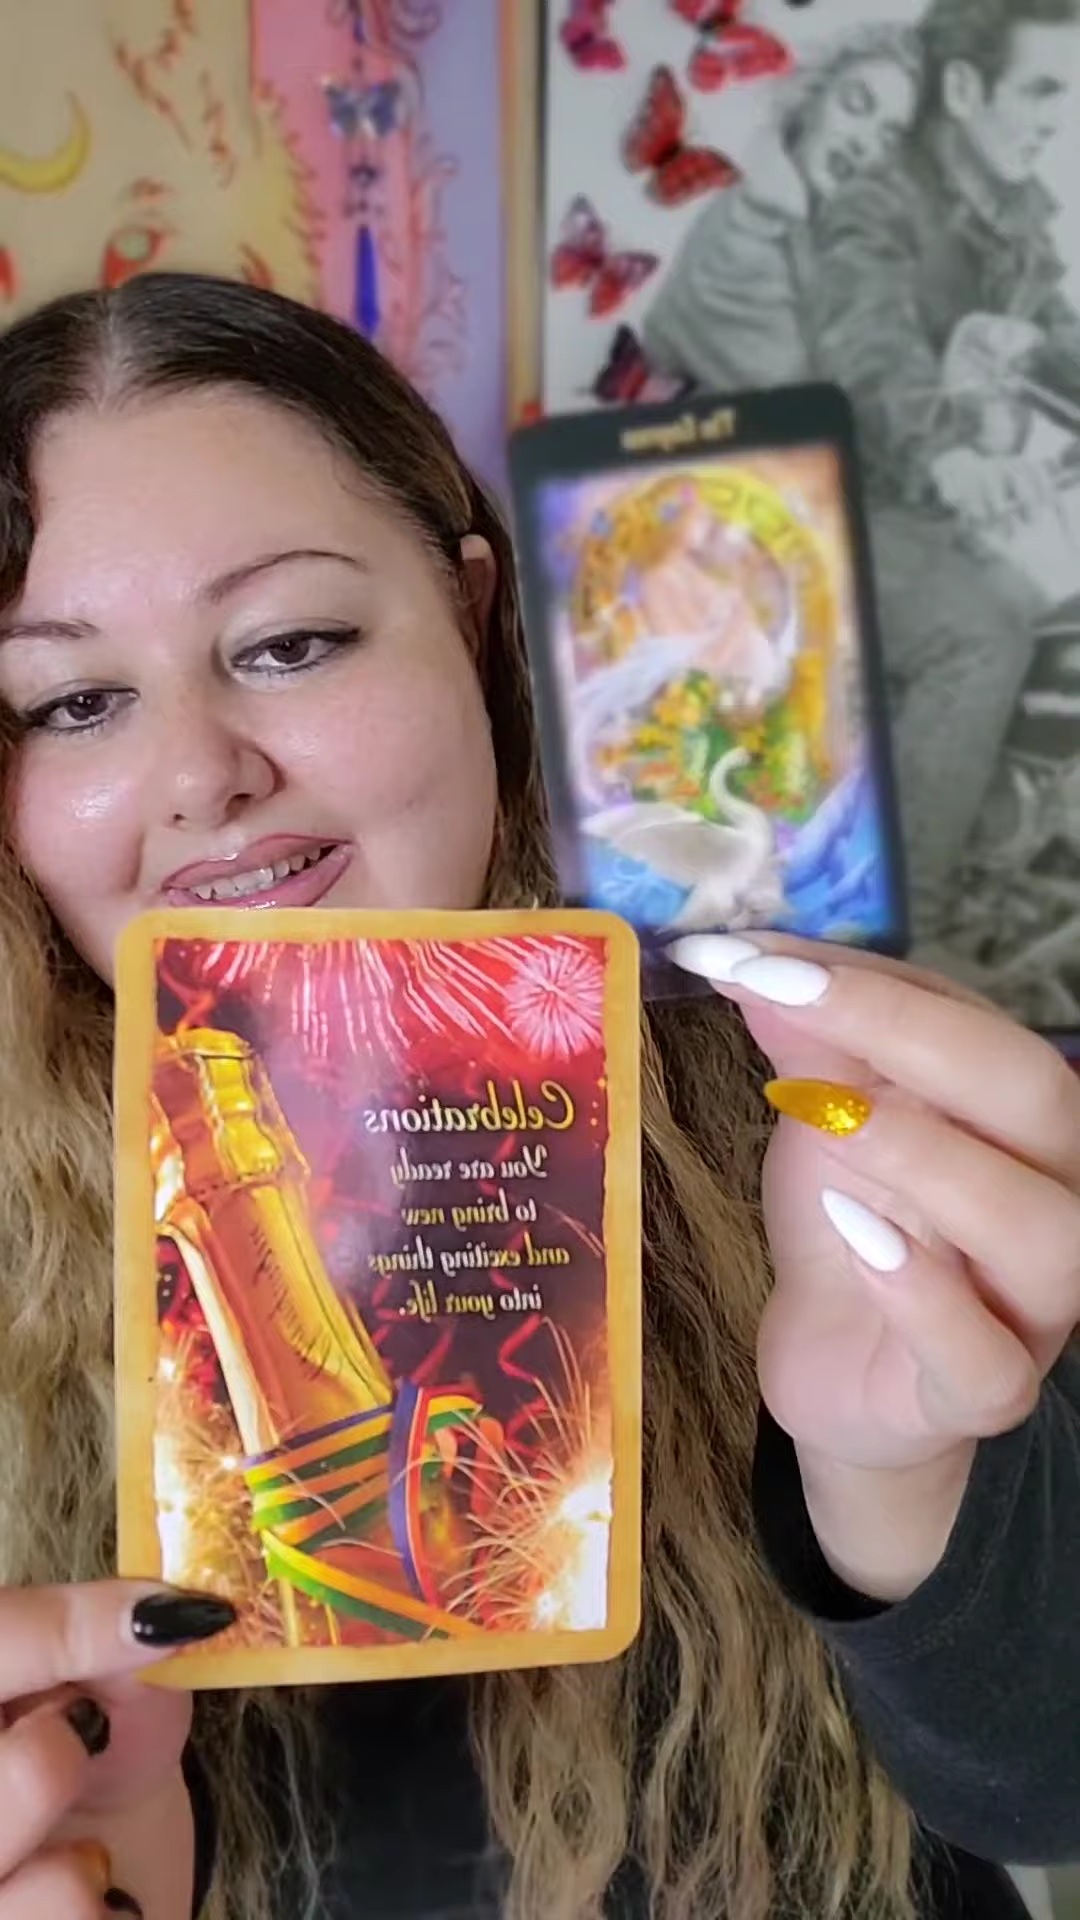 The Empress
Celebrations
You are ready
to bring new
and exciting things
into your life.